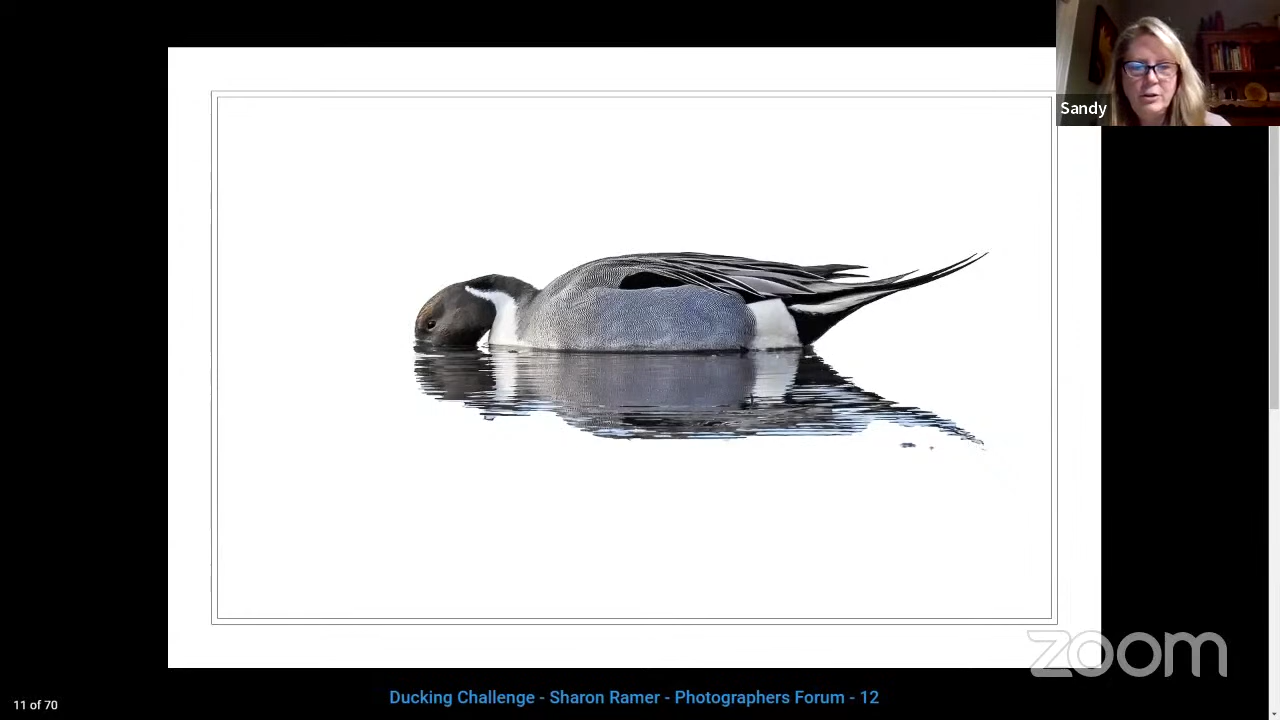 Sandy
zoom
11 of 70
Ducking Challenge - Sharon Ramer - Photographers Forum - 12